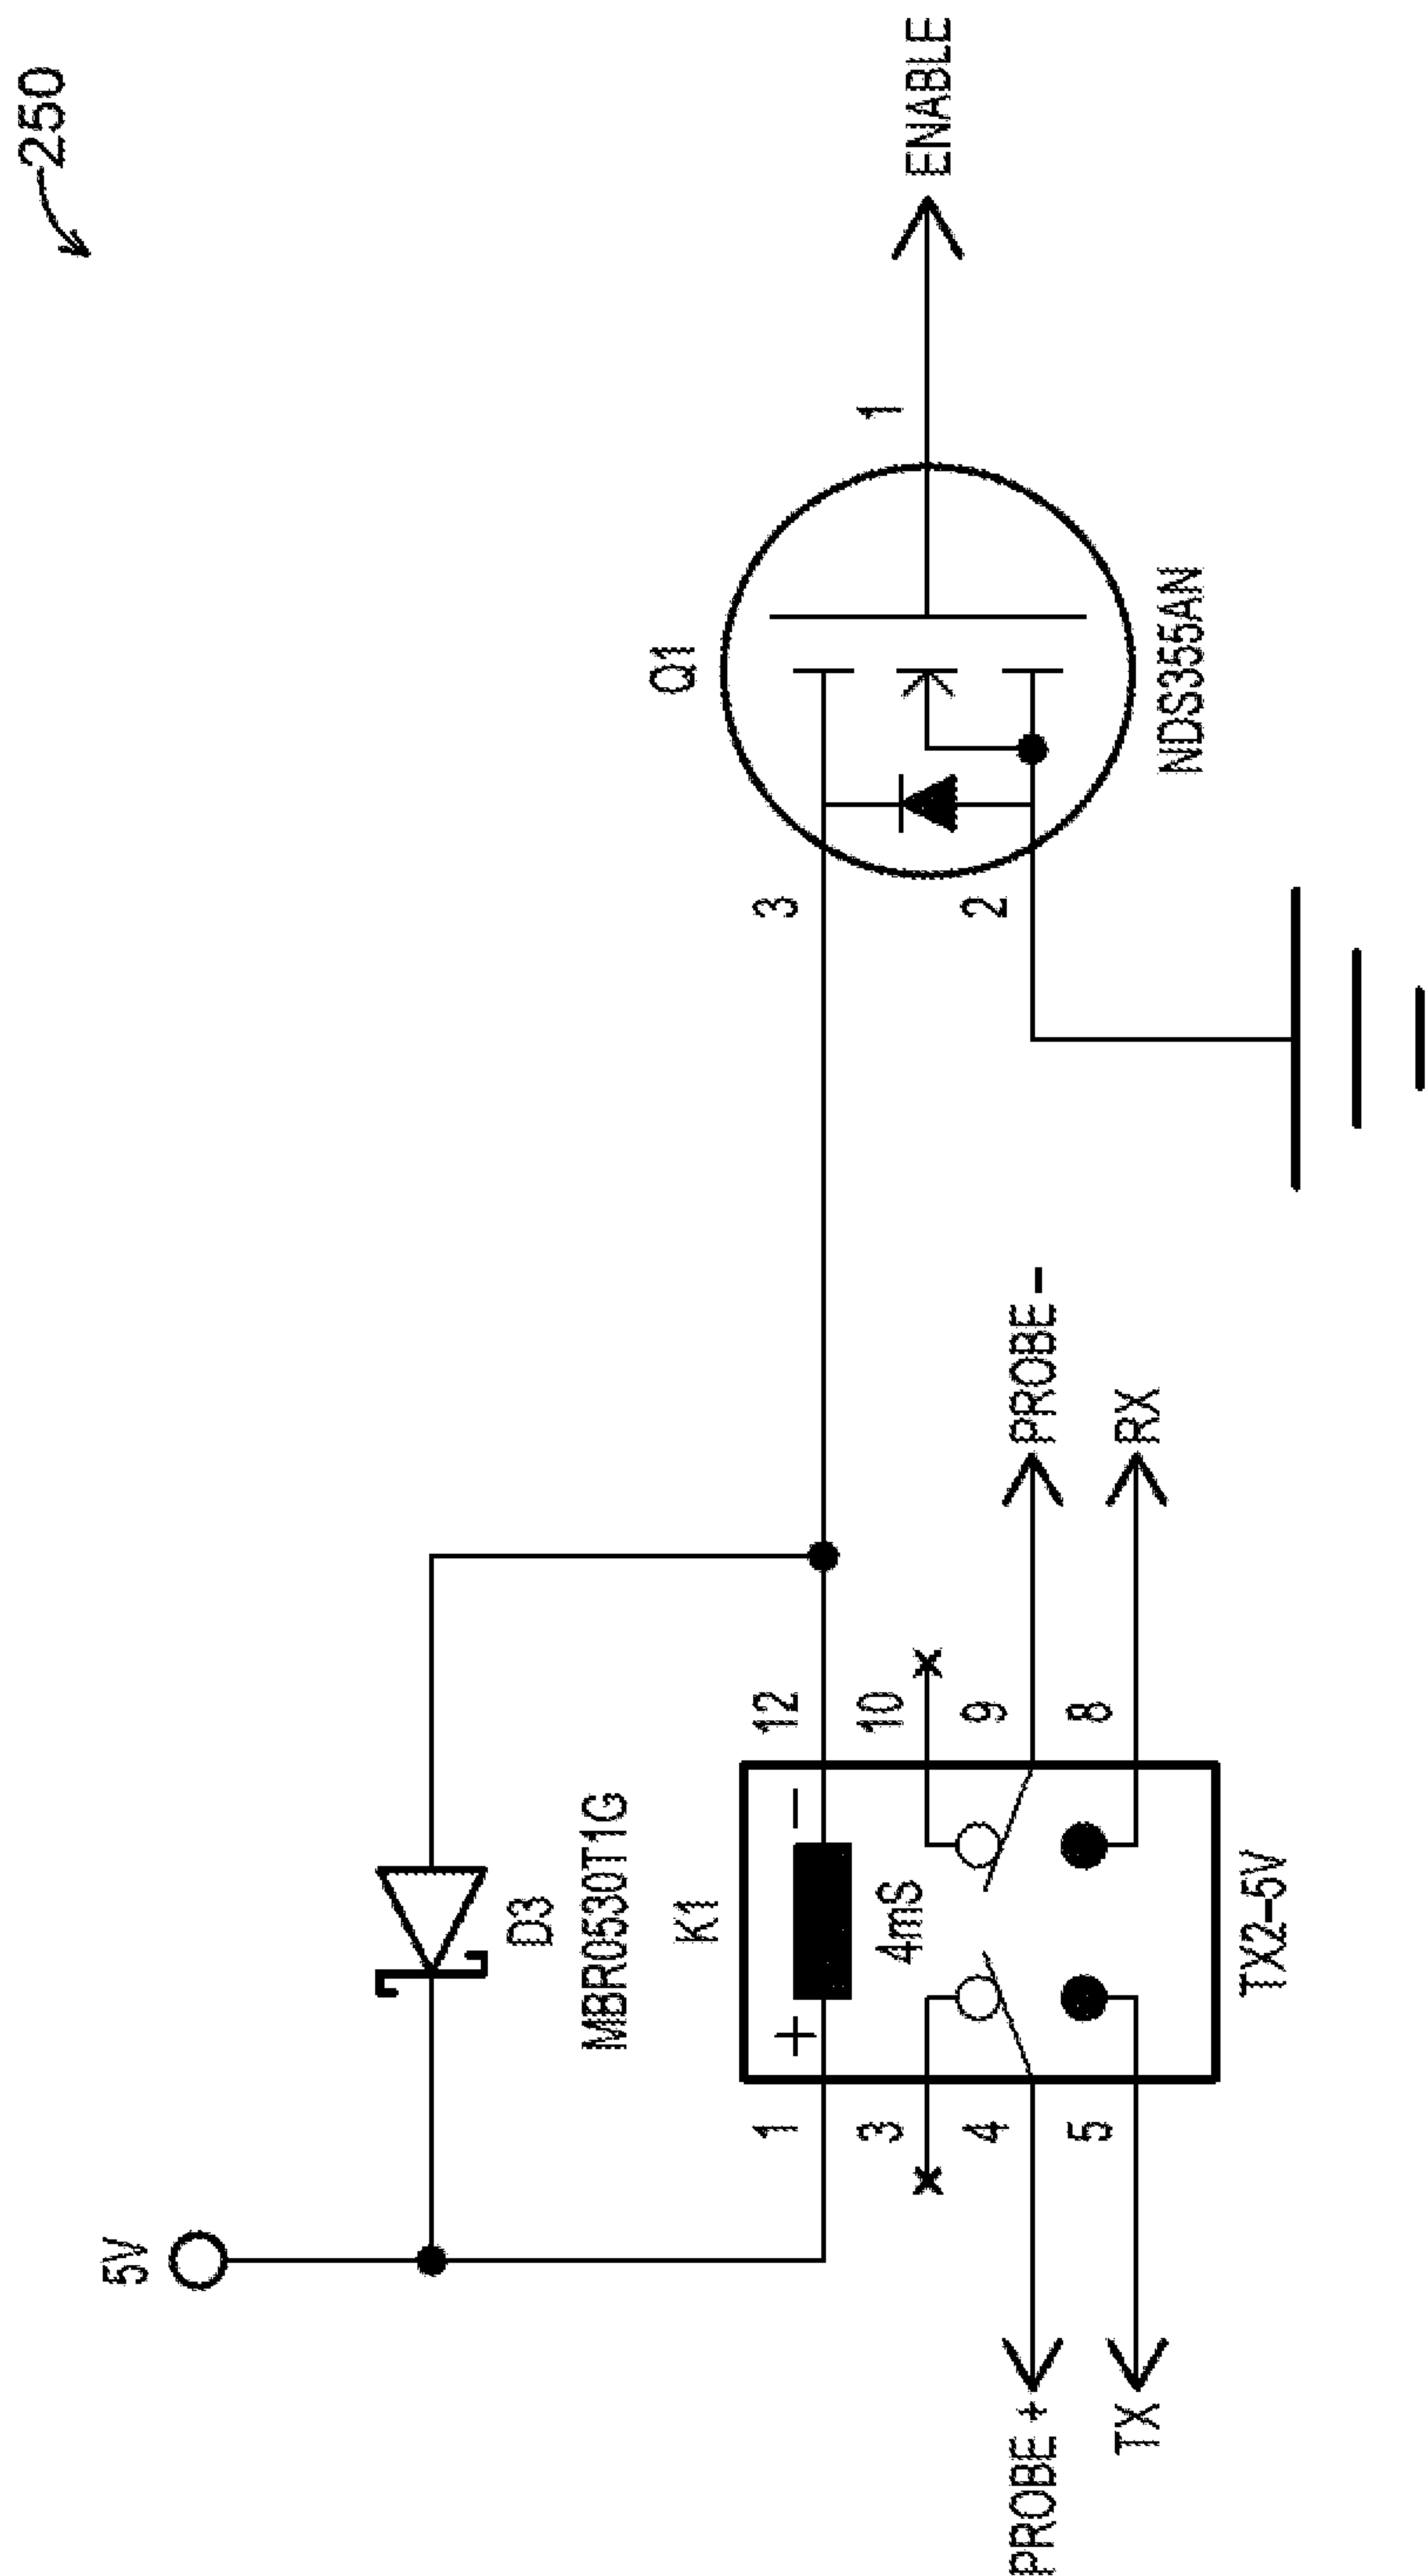 250
5V
D3
MBR0530T1G
K1
+
-
1
12
4mS
3
10
4
9
5
8
PROBE +
PROBE -
TX
RX
TX2-5V
Q1
3
1
ENABLE
2
NDS355AN